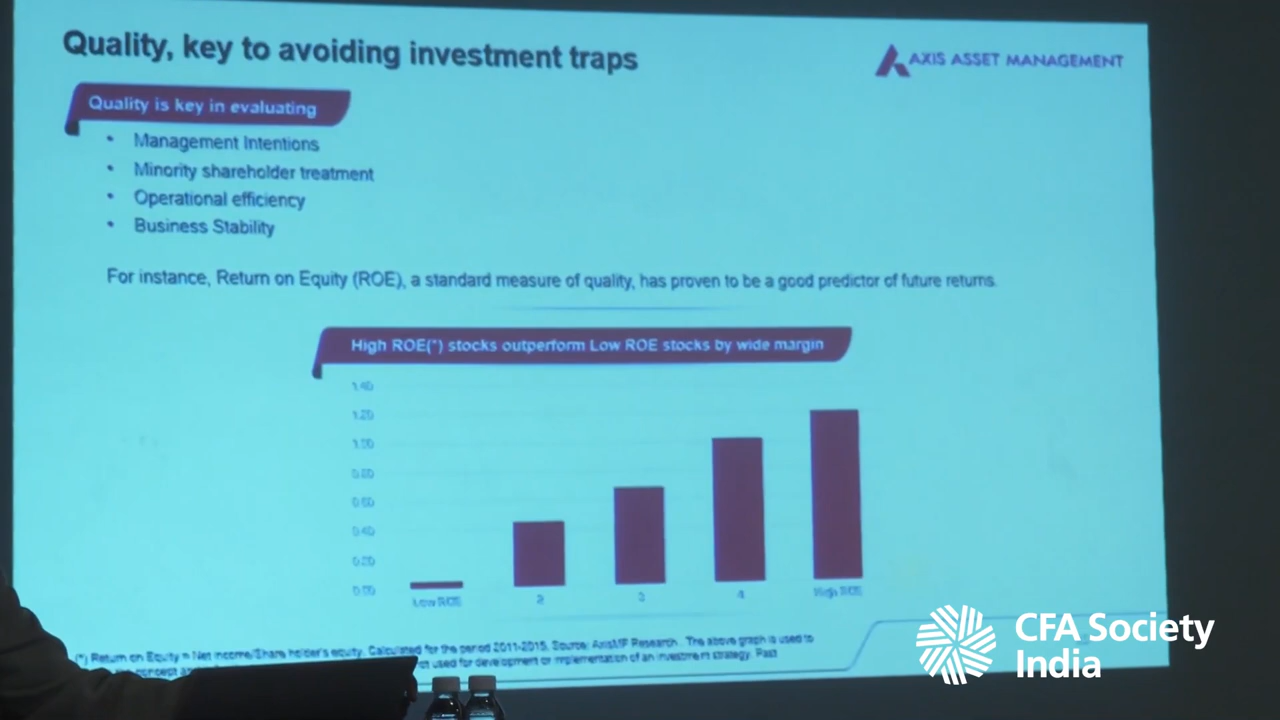 Quality, key to avoiding investment traps
AXIS ASSET MANAGEMENT
Quality is key in evaluating
• Management Intentions
• Minority shareholder treatment
• Operational efficiency
• Business Stability
For instance, Return on Equity (ROE), a standard measure of quality, has proven to be a good predictor of future returns.
High ROE(*) stocks outperform Low ROE stocks by wide margin
1.40
1.20
1.00
0.80
0.60
0.40
0.20
0.00
Low ROE 2 3 4 High ROE
(*) Return on Equity = Net income/Share holder's equity. Calculated for the period 2011-2015, Source: AxisMF Research. The above graph is used to
used for development or implementation of an investment strategy. Past
CFA Society
India